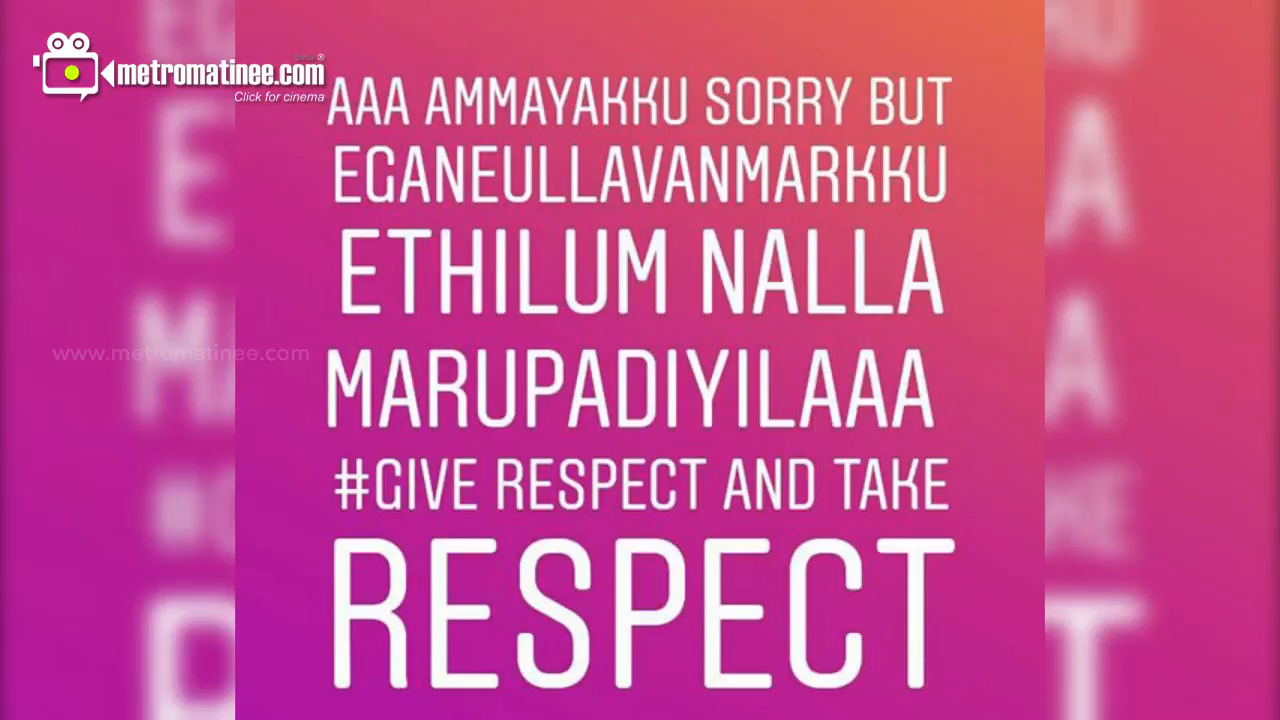 Beta ®
metromatinee.com
Click for cinema
AAA AMMAYAKKU SORRY BUT
EGANEULLAVANMARKKU
ETHILUM NALLA
www.metromatinee.com
MARUPADIYILAAA
#GIVE RESPECT AND TAKE
RESPECT